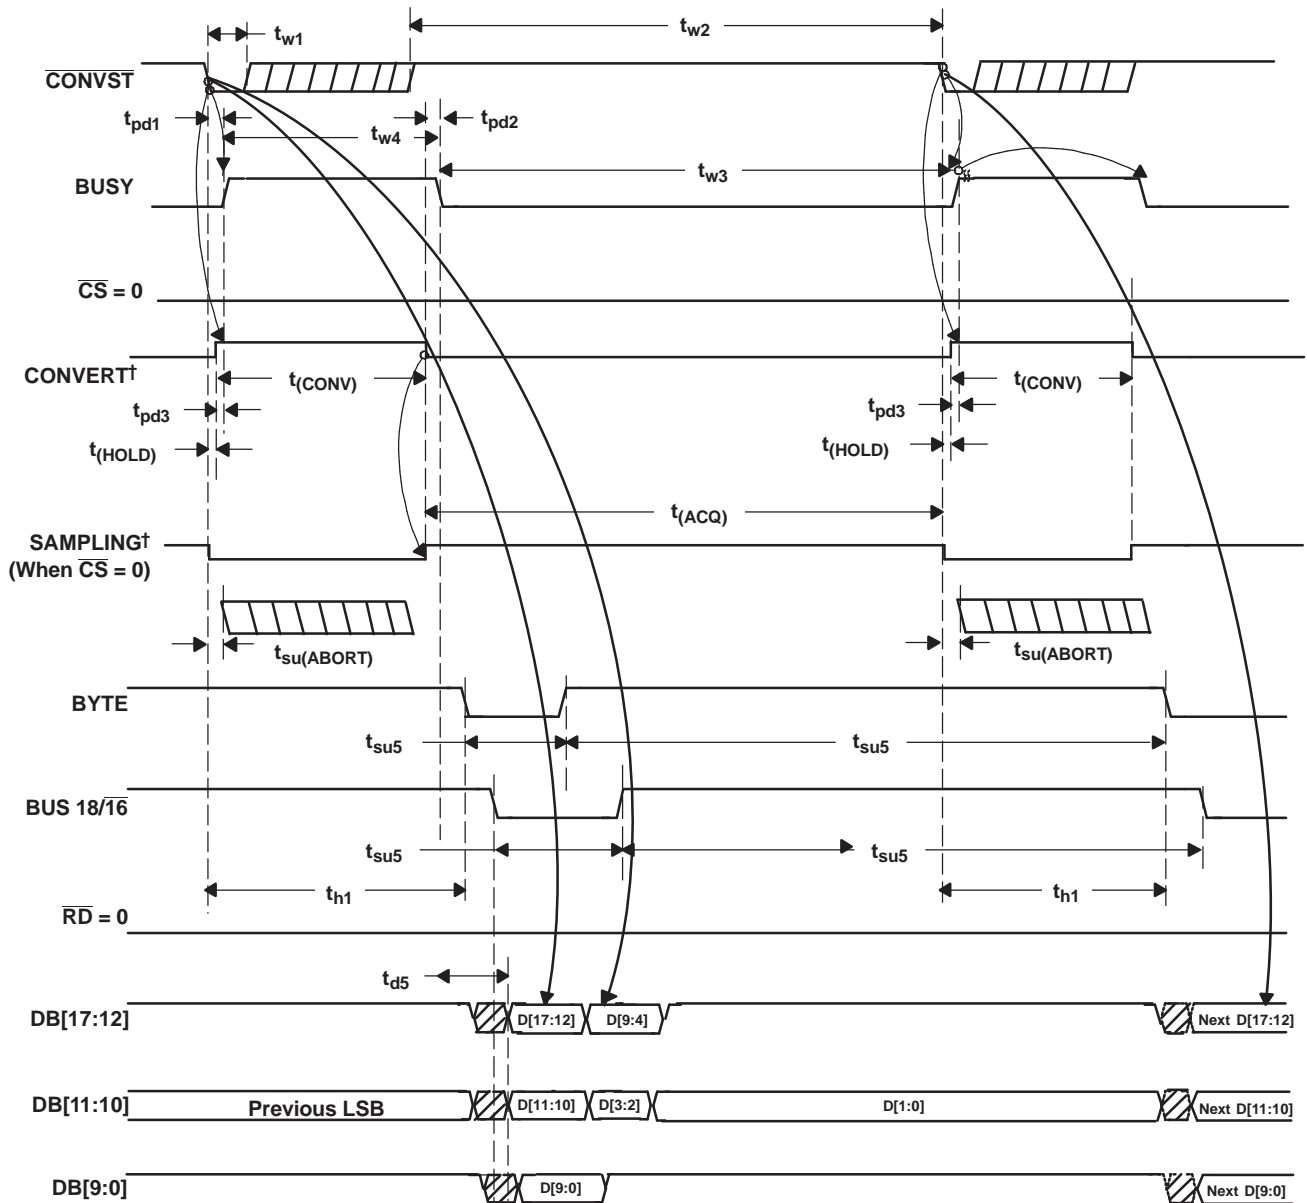 tw1
tw2
CONVST
tpd1
tw4
tpd2
tw3
BUSY
CS = 0
CONVERT†
t(CONV)
t(CONV)
tpd3
tpd3
t(HOLD)
t(HOLD)
t(ACQ)
SAMPLING†
(When CS = 0)
tsu(ABORT)
tsu(ABORT)
BYTE
tsu5
tsu5
BUS 18/16
tsu5
tsu5
th1
th1
RD = 0
td5
DB[17:12]
D[17:12]
D[9:4]
Next D[17:12]
DB[11:10]
Previous LSB
D[11:10]
D[3:2]
D[1:0]
Next D[11:10]
DB[9:0]
D[9:0]
Next D[9:0]